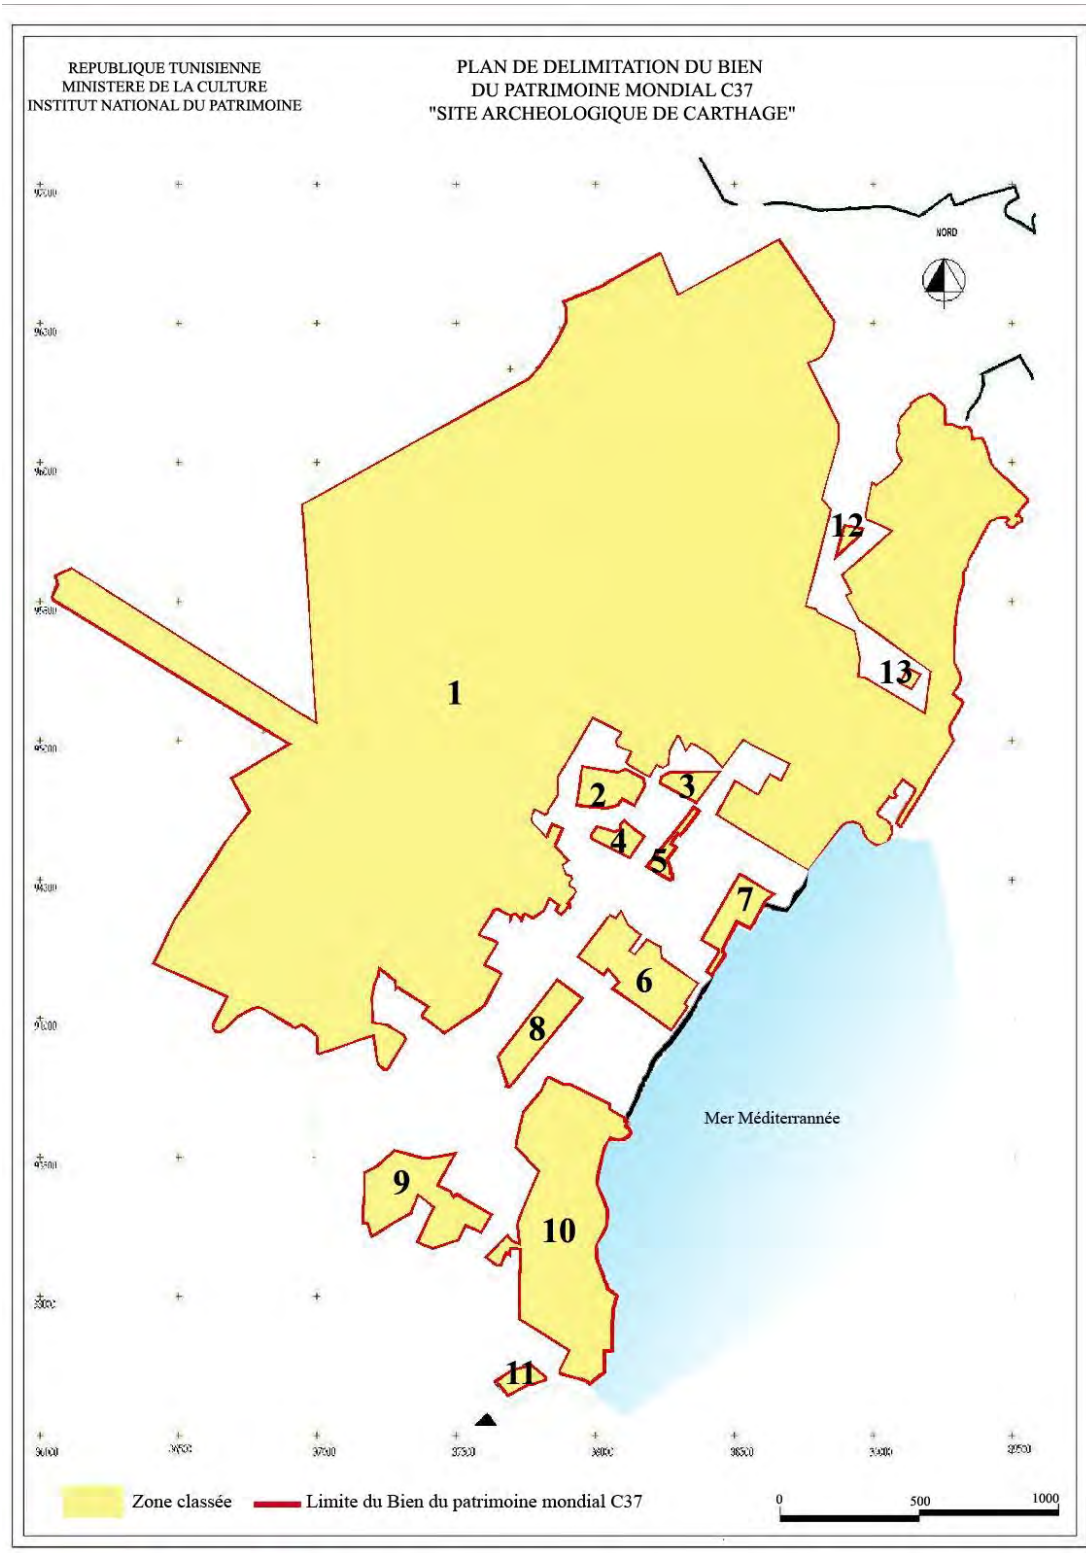 REPUBLIQUE TUNISIENNE
MINISTERE DE LA CULTURE
INSTITUT NATIONAL DU PATRIMOINE
PLAN DE DELIMITATION DU BIEN
DU PATRIMOINE MONDIAL C37
"SITE ARCHEOLOGIQUE DE CARTHAGE"
NORD
12
13
1
2
3
4
5
7
6
8
Mer Méditerrannée
9
10
11
Zone classée
Limite du Bien du patrimoine mondial C37
0 500 1000